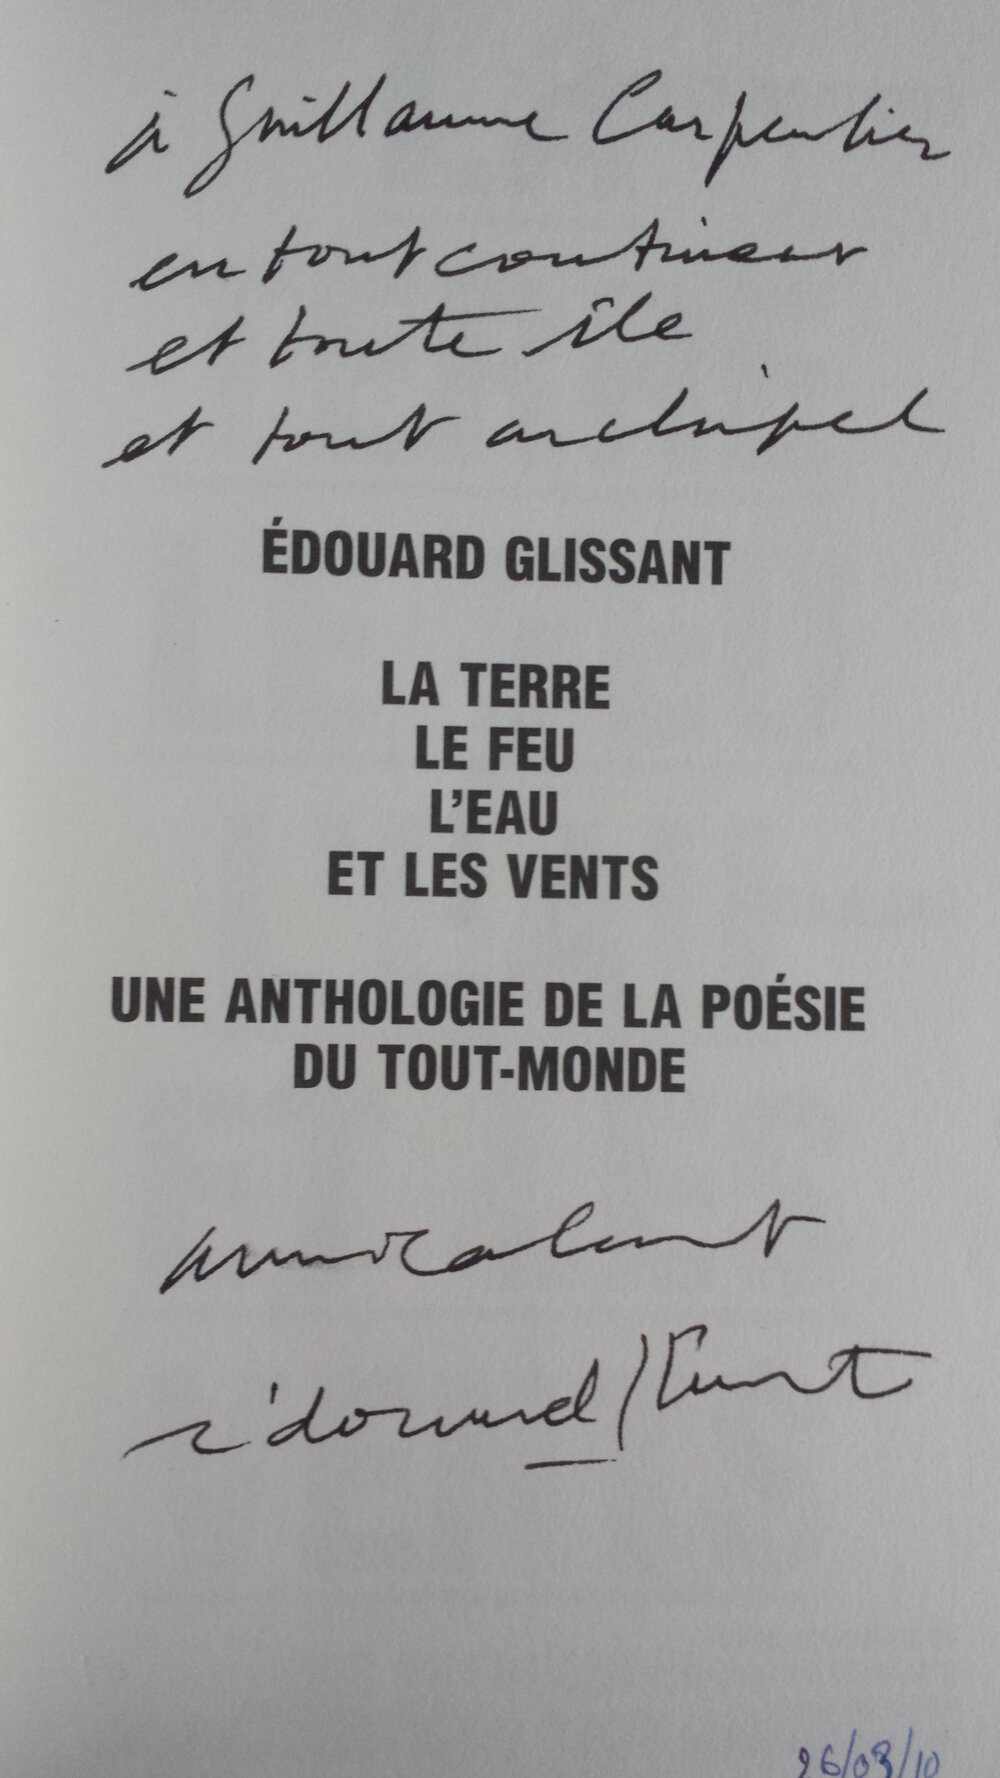 à Guillaume Carpentier
en tout continent
et toute île
et tout archipel
ÉDOUARD GLISSANT
LA TERRE
LE FEU
L'EAU
ET LES VENTS
UNE ANTHOLOGIE DE LA POÉSIE
DU TOUT-MONDE
amicalement
Édouard Glissant
26/03/10